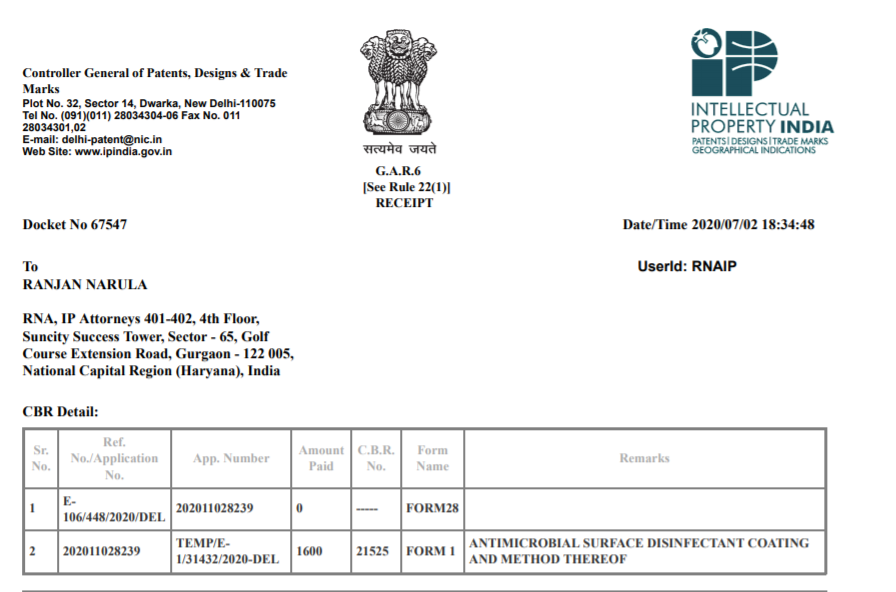 Controller General of Patents, Designs & Trade
Marks
Plot No. 32, Sector 14, Dwarka, New Delhi-110075
Tel No. (091)(011) 28034304-06 Fax No. 011
28034301,02
E-mail: delhi-patent@nic.in
Web Site: www.ipindia.gov.in
सत्यमेव जयते
G.A.R.6
[See Rule 22(1)]
RECEIPT
INTELLECTUAL
PROPERTY INDIA
PATENTS|DESIGNS|TRADE MARKS
GEOGRAPHICAL INDICATIONS
Docket No 67547
Date/Time 2020/07/02 18:34:48
To
UserId: RNAIP
RANJAN NARULA
RNA, IP Attorneys 401-402, 4th Floor,
Suncity Success Tower, Sector - 65, Golf
Course Extension Road, Gurgaon - 122 005,
National Capital Region (Haryana), India
CBR Detail:
Sr. No. Ref. No./Application No. App. Number Amount Paid C.B.R. No. Form Name Remarks
1 E-106/448/2020/DEL 202011028239 0 ----- FORM28
2 202011028239 TEMP/E-1/31432/2020-DEL 1600 21525 FORM 1 ANTIMICROBIAL SURFACE DISINFECTANT COATING AND METHOD THEREOF